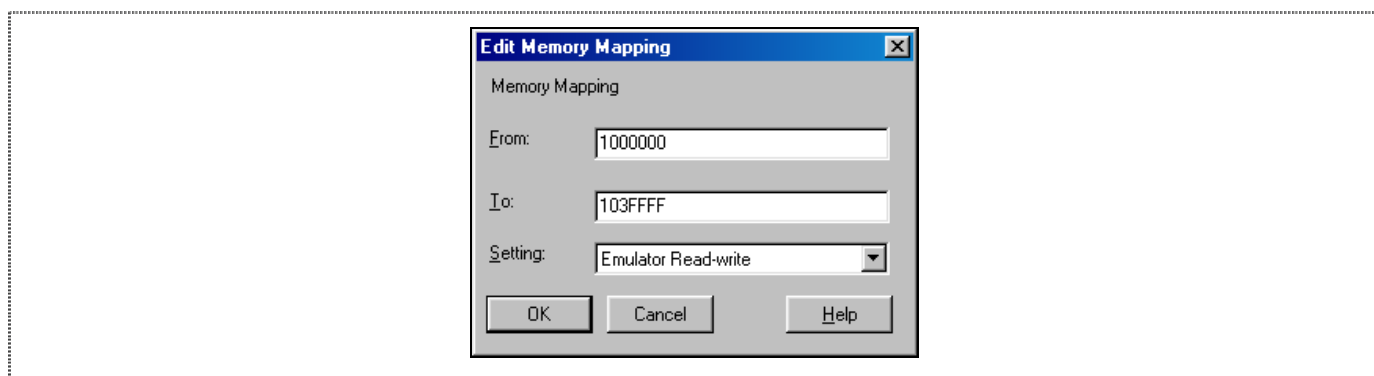 Edit Memory Mapping
Memory Mapping
From: 1000000
To: 103FFFF
Setting: Emulator Read-write
OK Cancel Help